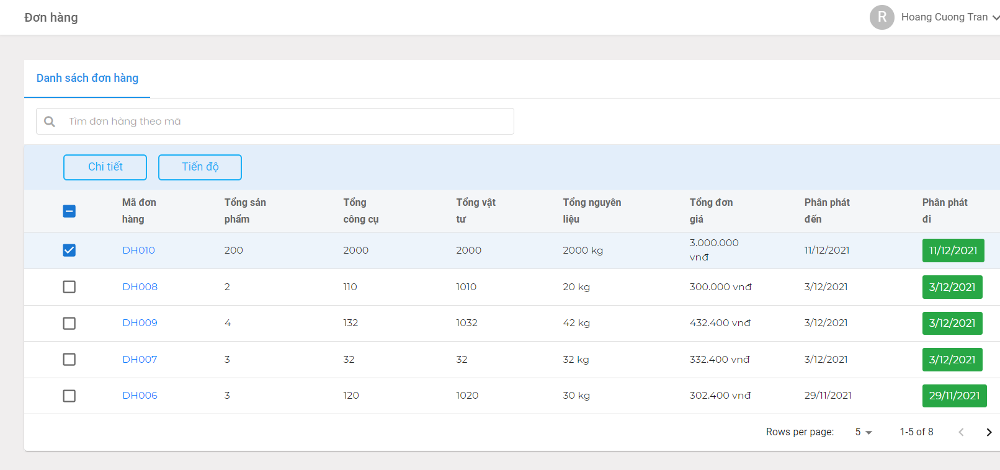 Đơn hàng
R Hoang Cuong Tran
Danh sách đơn hàng
Tìm đơn hàng theo mã
Chi tiết Tiến độ
Mã đơn hàng Tổng sản phẩm Tổng công cụ Tổng vật tư Tổng nguyên liệu Tổng đơn giá Phân phát đến Phân phát đi
DH010 200 2000 2000 2000 kg 3.000.000 vnđ 11/12/2021 11/12/2021
DH008 2 110 1010 20 kg 300.000 vnđ 3/12/2021 3/12/2021
DH009 4 132 1032 42 kg 432.400 vnđ 3/12/2021 3/12/2021
DH007 3 32 32 32 kg 332.400 vnđ 3/12/2021 3/12/2021
DH006 3 120 1020 30 kg 302.400 vnđ 29/11/2021 29/11/2021
Rows per page: 5 1-5 of 8